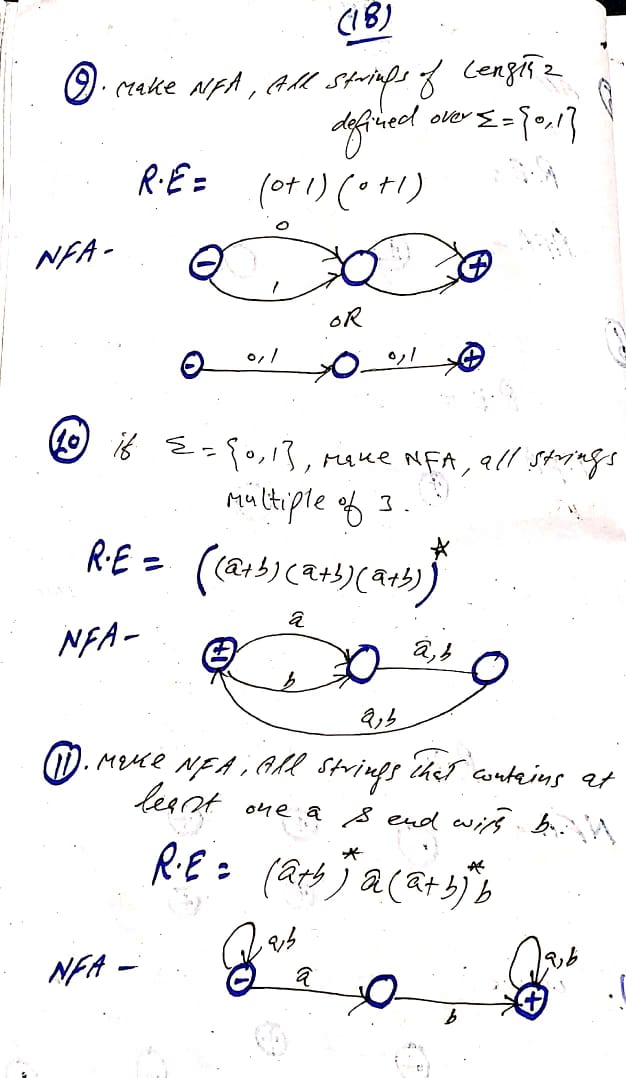 (18)
9. Make NFA, All strings of Length 2
defined over Σ = {0,1}
R.E = (0+1) (0+1)
NFA-
0
- +
1
OR
- 0,1 0,1 +
10 if Σ = {0,1}, Make NFA, all strings
multiple of 3.
R.E = ((a+b)(a+b)(a+b))*
a
NFA- ± a,b
b
a,b
11. Make NFA, All strings that contains at
least one a & end with b.
R.E = (a+b)* a(a+b)* b
a,b a,b
NFA - - a +
b